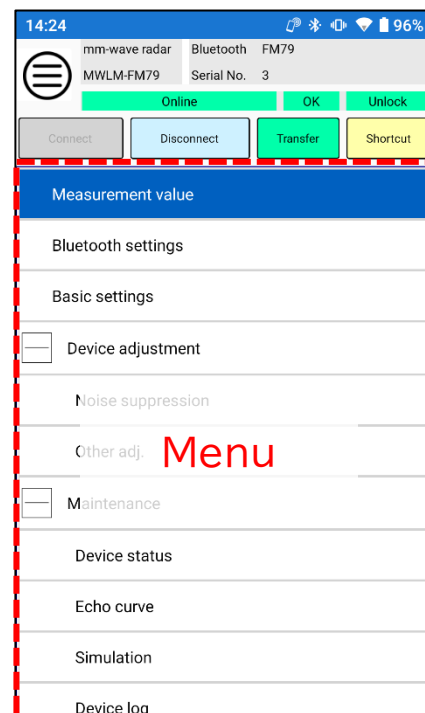 14:24 96%
mm-wave radar Bluetooth FM79
MWLM-FM79 Serial No. 3
Online OK Unlock
Connect Disconnect Transfer Shortcut
Measurement value
Bluetooth settings
Basic settings
Device adjustment
Noise suppression
Other adj.
Menu
Maintenance
Device status
Echo curve
Simulation
Device log